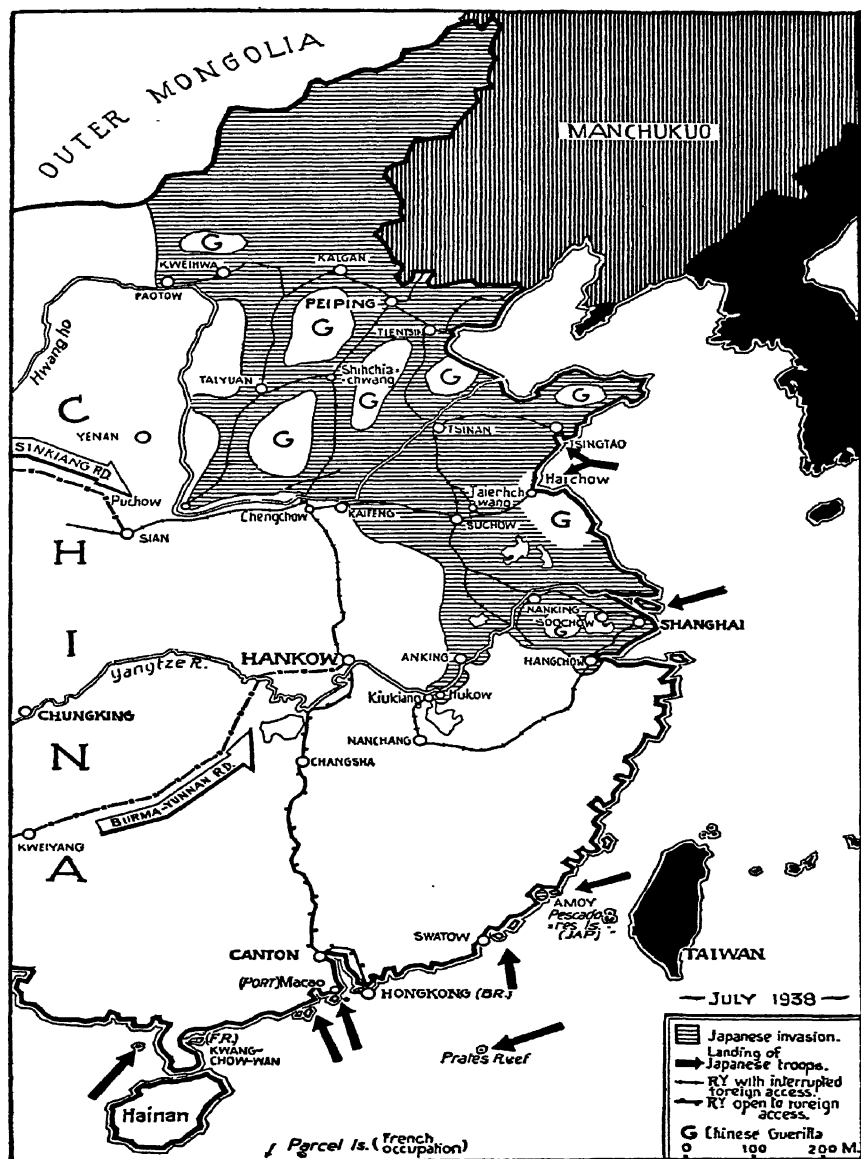 OUTER MONGOLIA
MANCHUKUO
G
KWEIHWA
KALGAN
PAOTOW
PEIPING
G
TIENTSIN
Hwang ho
TAIYUAN
Shihchia-
-chwang
G
G
G
C
YENAN
G
TSINAN
TSINGTAO
SINKIANG RD.
Haichow
Puchow
Taierhch
wang
Chengchow
KAIFENG
SUCHOW
G
SIAN
H
NANKING
SOOCHOW
G
SHANGHAI
I
HANKOW
ANKING
HANGCHOW
Yangtze R.
Kiukiang
Hukow
CHUNGKING
NANCHANG
N
CHANGSHA
BURMA-YUNNAN RD.
KWEIYANG
A
AMOY
Pescado
-res Is.
(JAP)
SWATOW
CANTON
TAIWAN
(PORT) Macao
HONGKONG (BR.)
— JULY 1938 —
(FR.)
KWANG-
CHOW-WAN
Prates Reef
Hainan
Parcel Is. (French
occupation)
Japanese invasion.
Landing of
Japanese troops.
RY with interrupted
foreign access.
RY open to foreign
access.
G Chinese Guerilla
0 100 200 M.